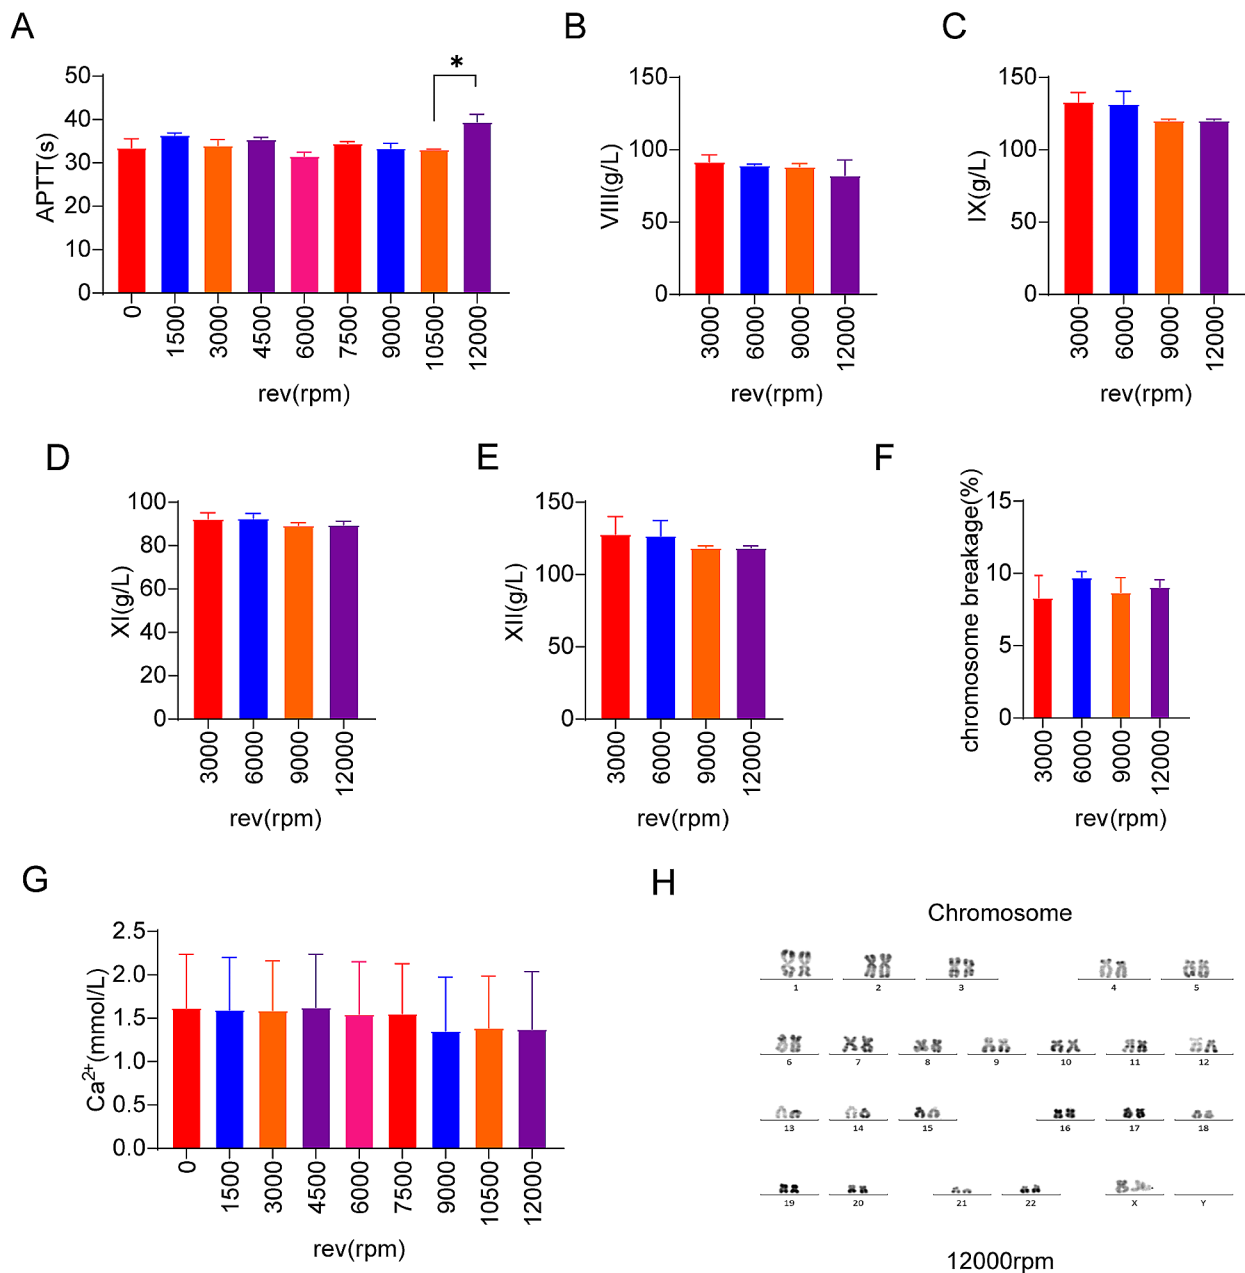 A
B
C
APTT(s)
50
40
30
20
10
0
*
0
1500
3000
4500
6000
7500
9000
10500
12000
rev(rpm)
VIII(g/L)
150
100
50
0
3000
6000
9000
12000
rev(rpm)
IX(g/L)
150
100
50
0
3000
6000
9000
12000
rev(rpm)
D
E
F
XI(g/L)
100
80
60
40
20
0
3000
6000
9000
12000
rev(rpm)
XII(g/L)
150
100
50
0
3000
6000
9000
12000
rev(rpm)
chromosome breakage(%)
15
10
5
0
3000
6000
9000
12000
rev(rpm)
G
H
Ca²⁺(mmol/L)
2.5
2.0
1.5
1.0
0.5
0.0
0
1500
3000
4500
6000
7500
9000
10500
12000
rev(rpm)
Chromosome
1 2 3 4 5
6 7 8 9 10 11 12
13 14 15 16 17 18
19 20 21 22 X Y
12000rpm